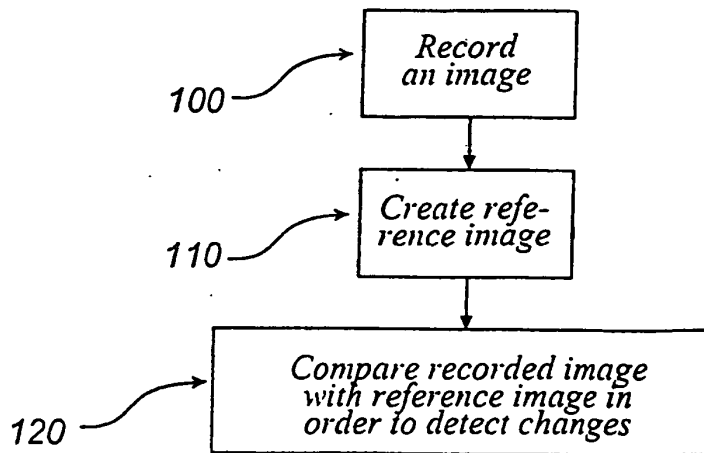 Record
an image
100
Create refe-
rence image
110
Compare recorded image
with reference image in
order to detect changes
120